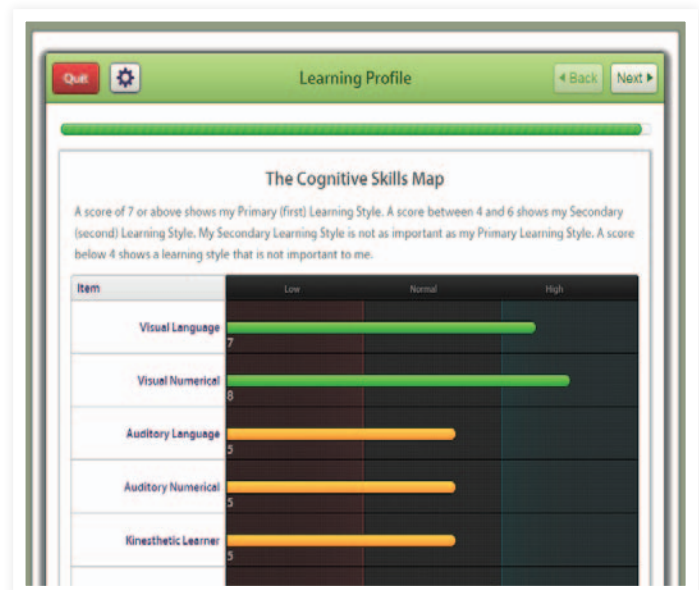 Quit
Learning Profile
Back
Next
The Cognitive Skills Map
A score of 7 or above shows my Primary (first) Learning Style. A score between 4 and 6 shows my Secondary
(second) Learning Style. My Secondary Learning Style is not as important as my Primary Learning Style. A score
below 4 shows a learning style that is not important to me.
Item Low Normal High
Visual Language
7
Visual Numerical
8
Auditory Language
5
Auditory Numerical
5
Kinesthetic Learner
5